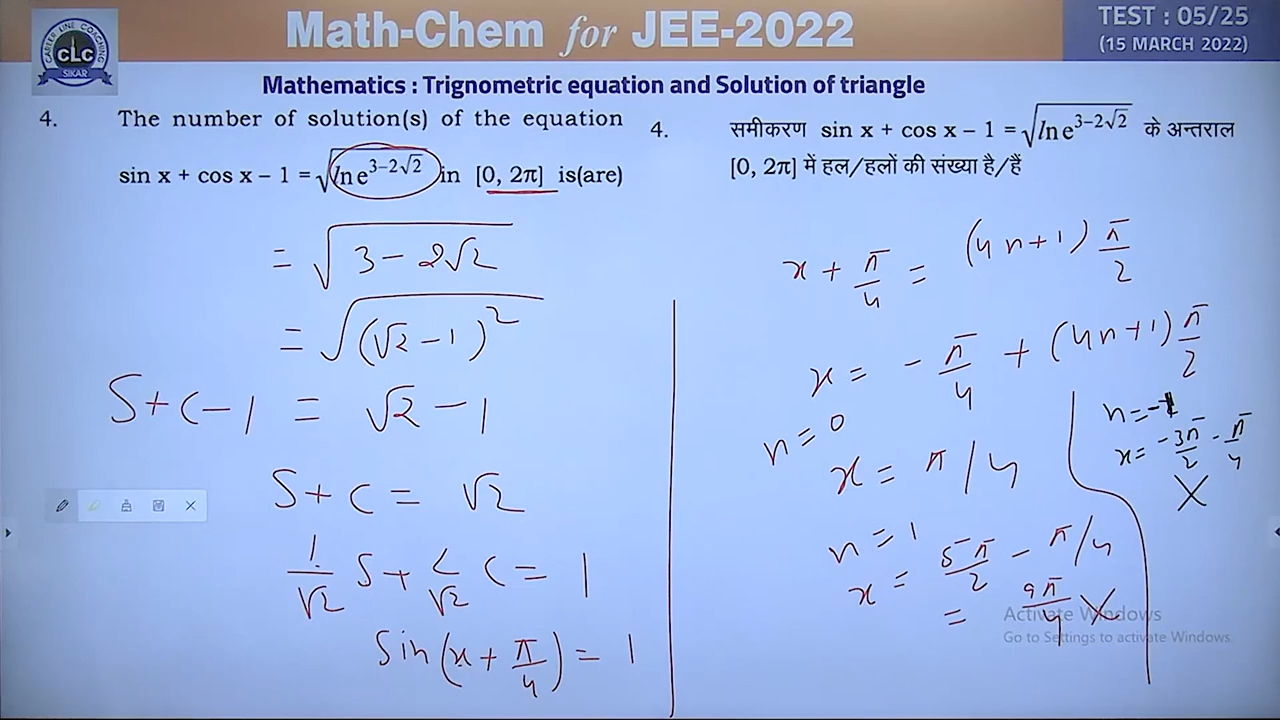 CAREER LINE COACHING
CLC
SIKAR
Math-Chem for JEE-2022
TEST : 05/25
(15 MARCH 2022)
Mathematics : Trignometric equation and Solution of triangle
4. The number of solution(s) of the equation
sin x + cos x – 1 = √(ln e^(3–2√2)) in [0, 2π] is(are)
4. समीकरण sin x + cos x – 1 = √(ln e^(3–2√2)) के अन्तराल
[0, 2π] में हल/हलों की संख्या है/हैं
= √(3 – 2√2)
= √((√2 – 1)^2)
S + C – 1 = √2 – 1
S + C = √2
1/√2 S + C = 1
sin(x + π/4) = 1
x + π/4 = (4n+1) π/2
x = – π/4 + (4n+1) π/2
n = 0
x = π/4
n = 1
x = 5π/2 – π/4
= 9π/4 X
n = –1
x = –3π/2 – π/4
X
Activate Windows
Go to Settings to activate Windows.